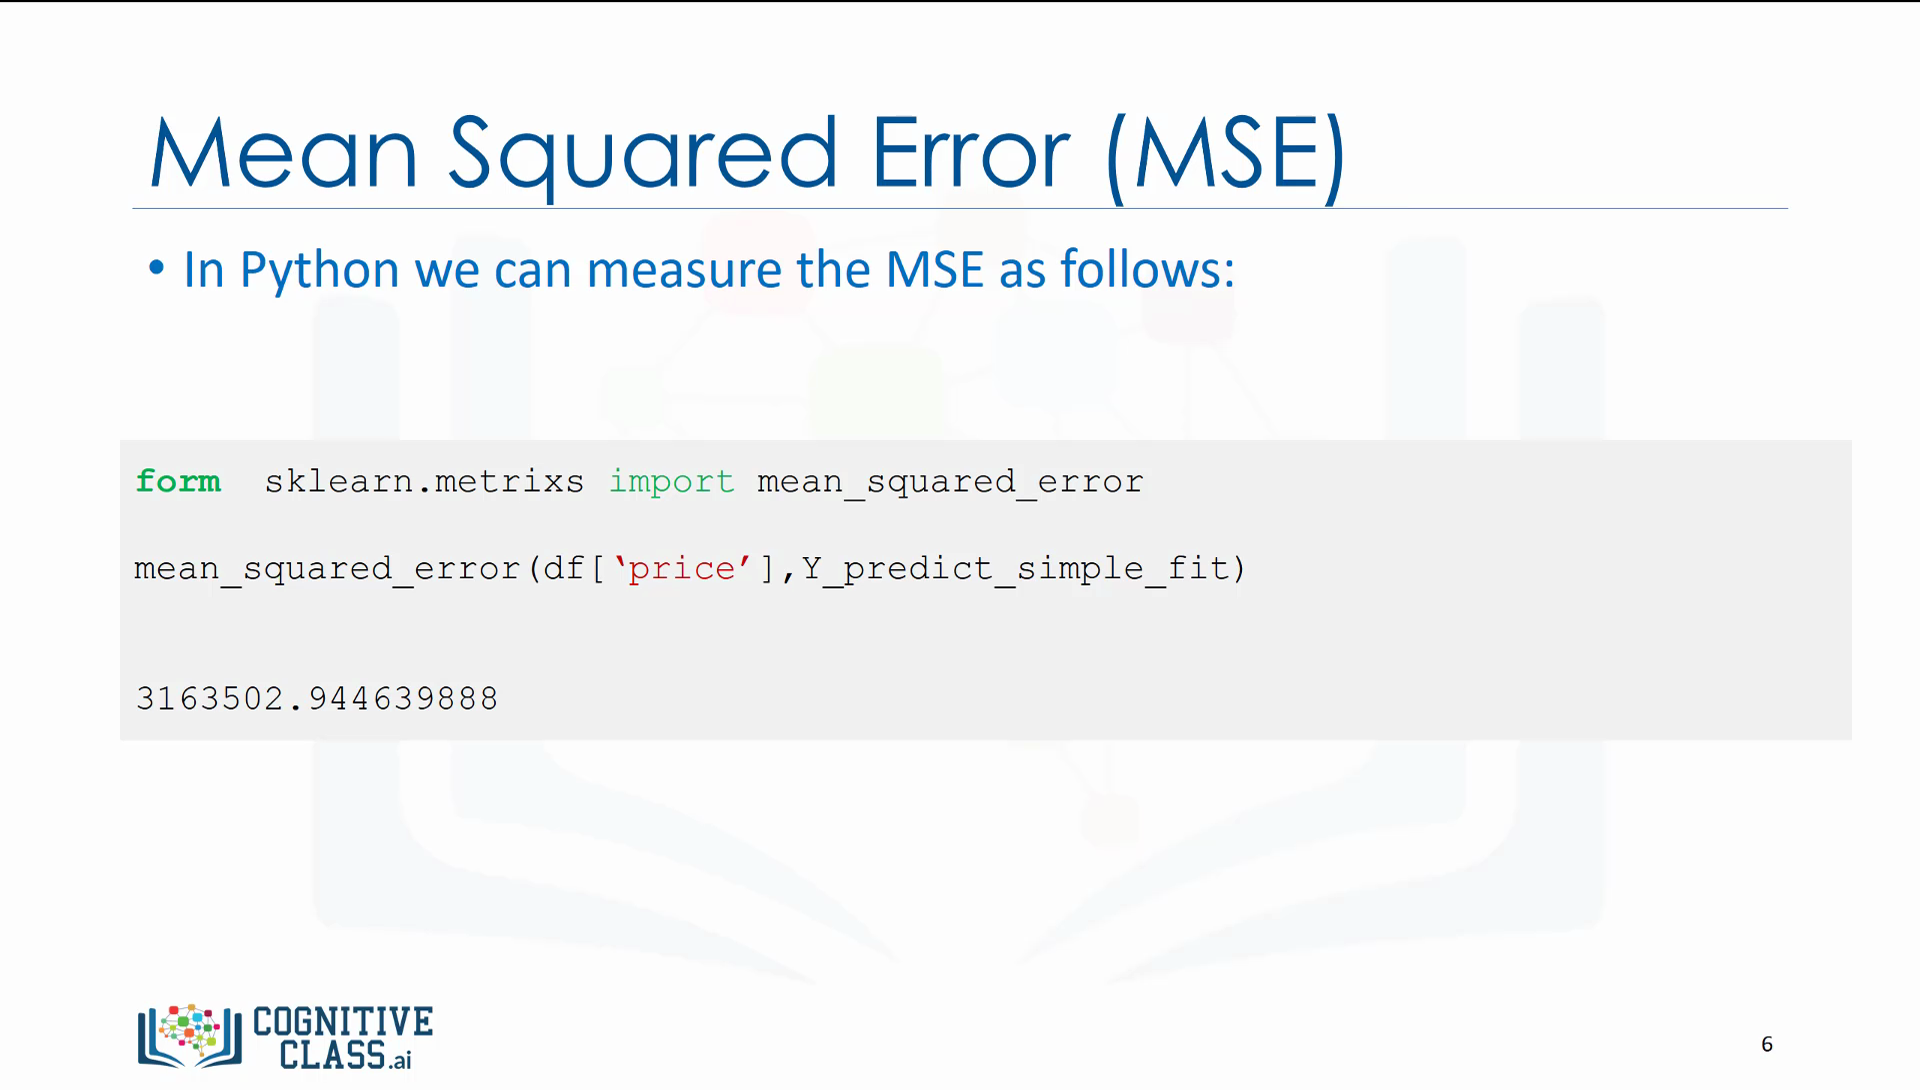 Mean Squared Error (MSE)
• In Python we can measure the MSE as follows:
form  sklearn.metrixs import mean_squared_error
mean_squared_error(df[‘price’],Y_predict_simple_fit)
3163502.944639888
COGNITIVE
CLASS.ai
6